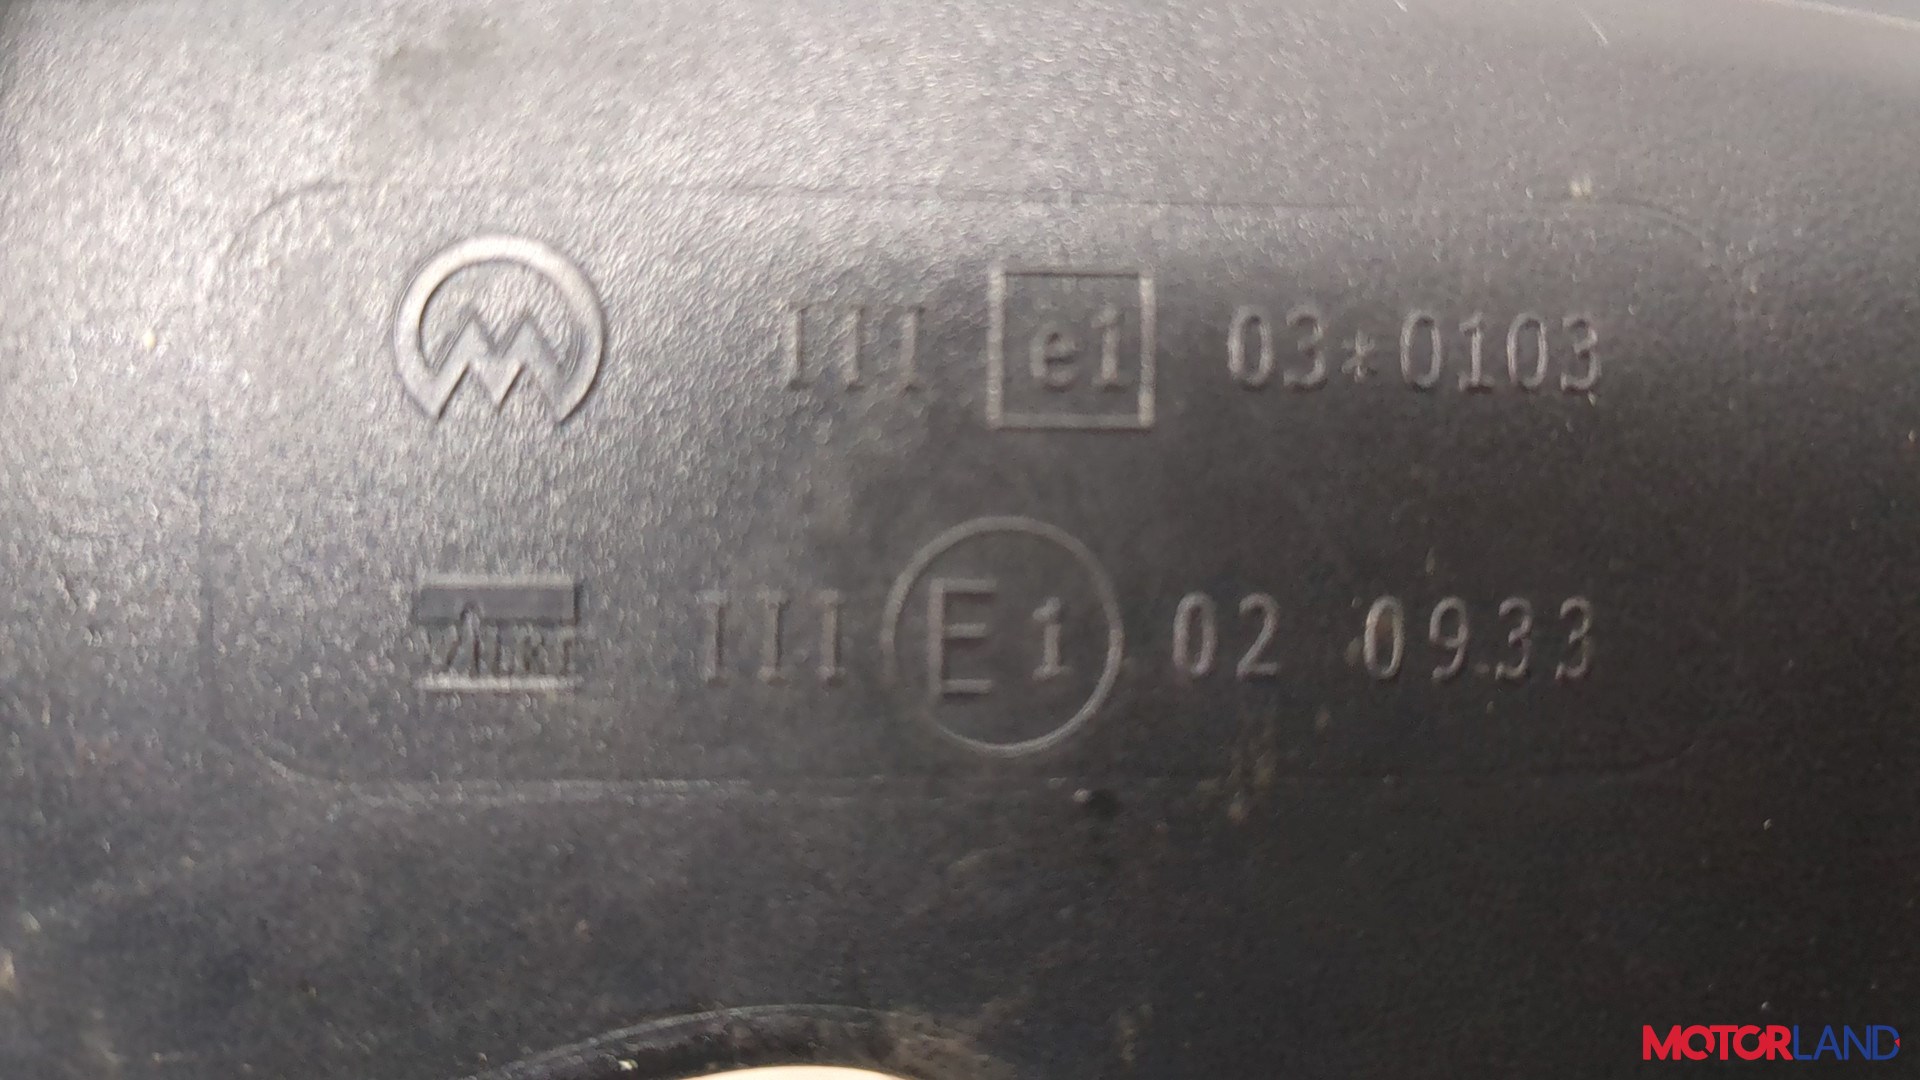 III e1 03*0103
III E1 02 0933
MOTORLAND